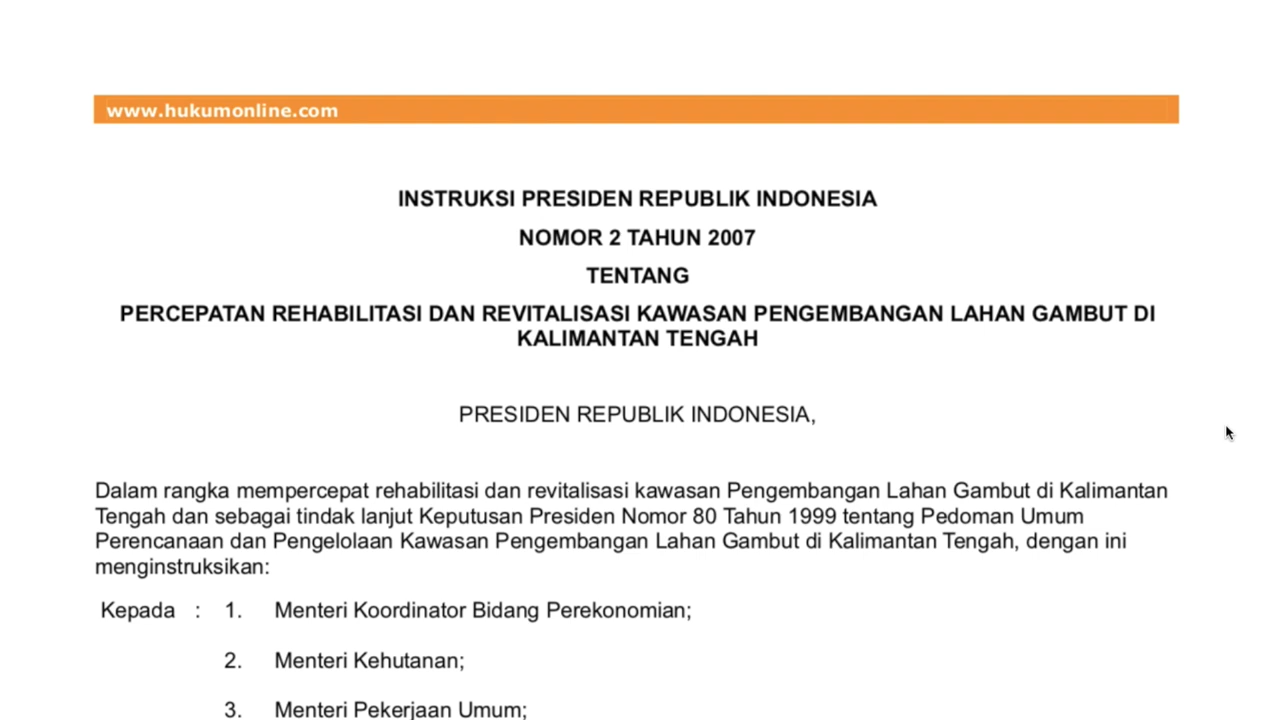 www.hukumonline.com
INSTRUKSI PRESIDEN REPUBLIK INDONESIA
NOMOR 2 TAHUN 2007
TENTANG
PERCEPATAN REHABILITASI DAN REVITALISASI KAWASAN PENGEMBANGAN LAHAN GAMBUT DI
KALIMANTAN TENGAH
PRESIDEN REPUBLIK INDONESIA,
Dalam rangka mempercepat rehabilitasi dan revitalisasi kawasan Pengembangan Lahan Gambut di Kalimantan
Tengah dan sebagai tindak lanjut Keputusan Presiden Nomor 80 Tahun 1999 tentang Pedoman Umum
Perencanaan dan Pengelolaan Kawasan Pengembangan Lahan Gambut di Kalimantan Tengah, dengan ini
menginstruksikan:
Kepada : 1. Menteri Koordinator Bidang Perekonomian;
2. Menteri Kehutanan;
3. Menteri Pekerjaan Umum;